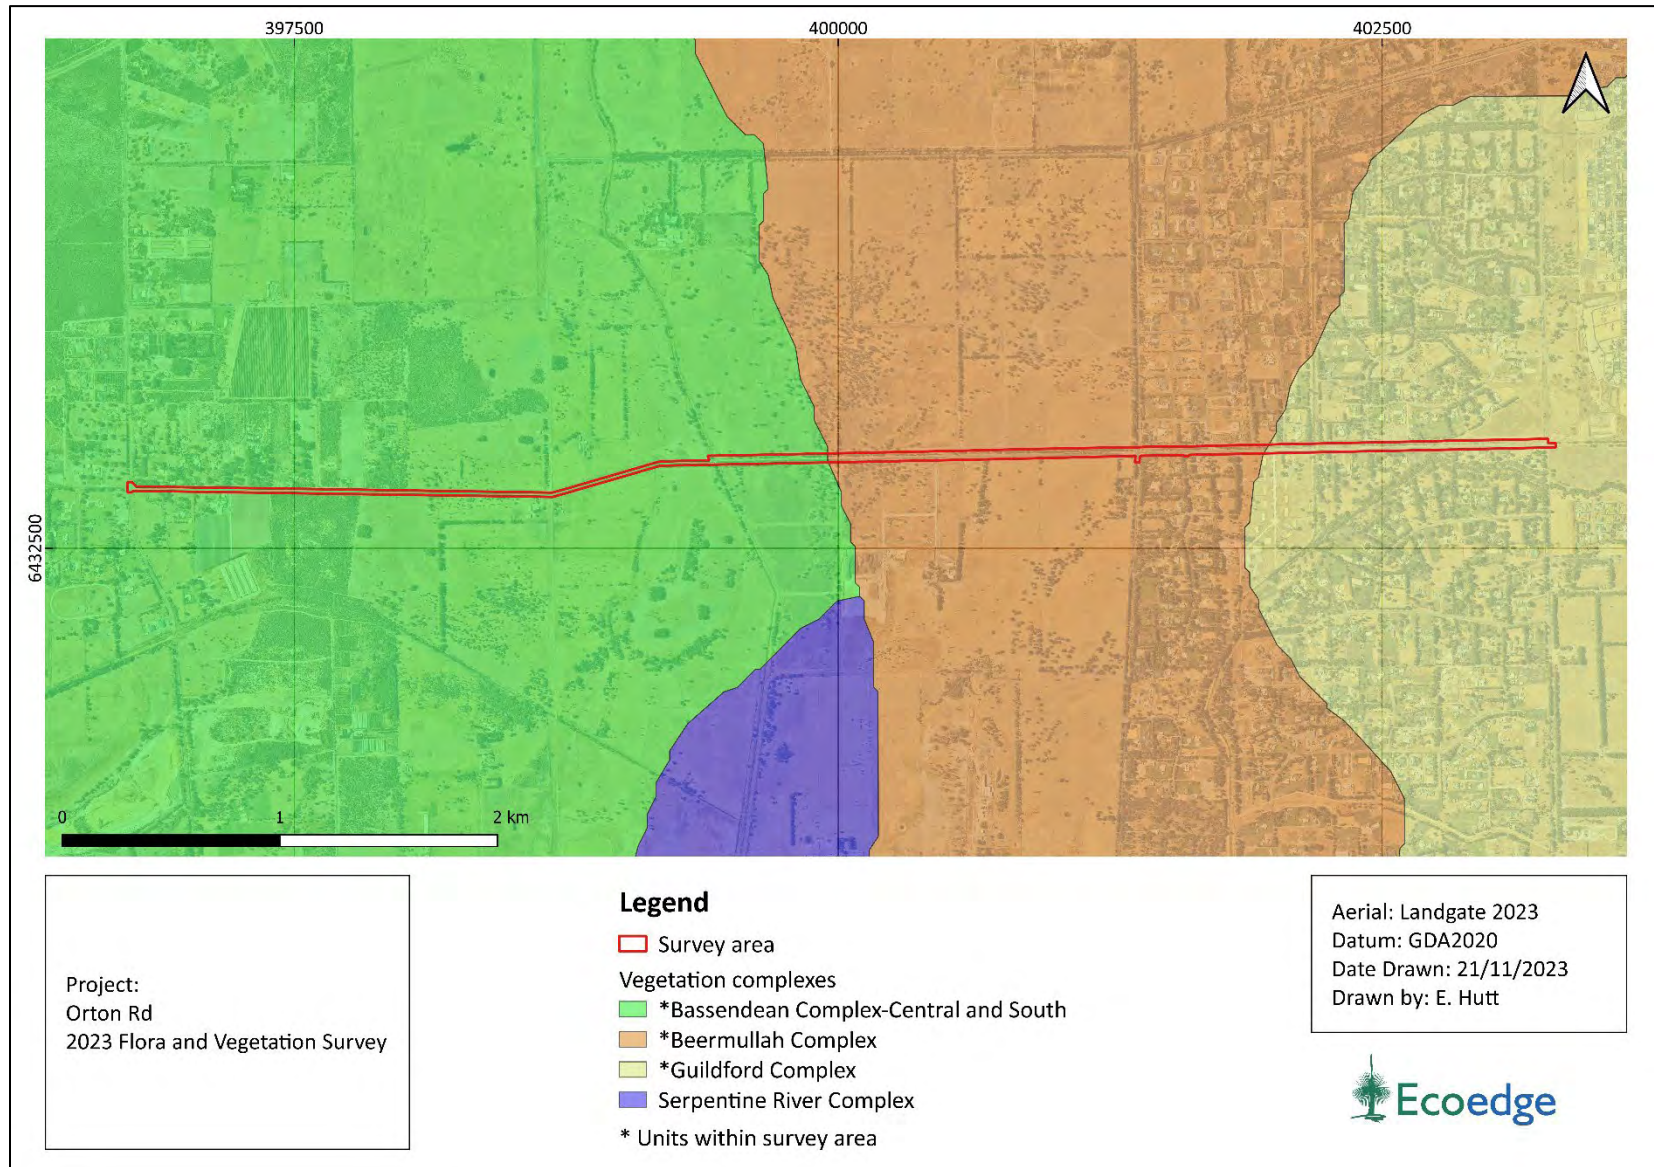 397500
400000
402500
6432500
0 1 2 km
Project:
Orton Rd
2023 Flora and Vegetation Survey
Legend
Survey area
Vegetation complexes
*Bassendean Complex-Central and South
*Beermullah Complex
*Guildford Complex
Serpentine River Complex
* Units within survey area
Aerial: Landgate 2023
Datum: GDA2020
Date Drawn: 21/11/2023
Drawn by: E. Hutt
Ecoedge